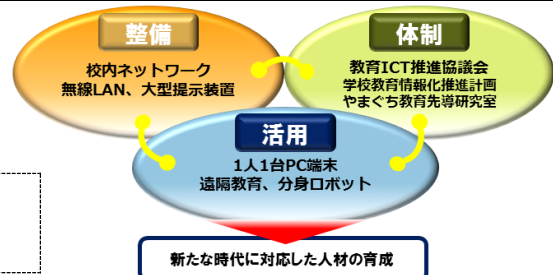 整備
校内ネットワーク
無線LAN、大型提示装置
体制
教育ICT推進協議会
学校教育情報化推進計画
やまぐち教育先導研究室
活用
1人1台PC端末
遠隔教育、分身ロボット
新たな時代に対応した人材の育成